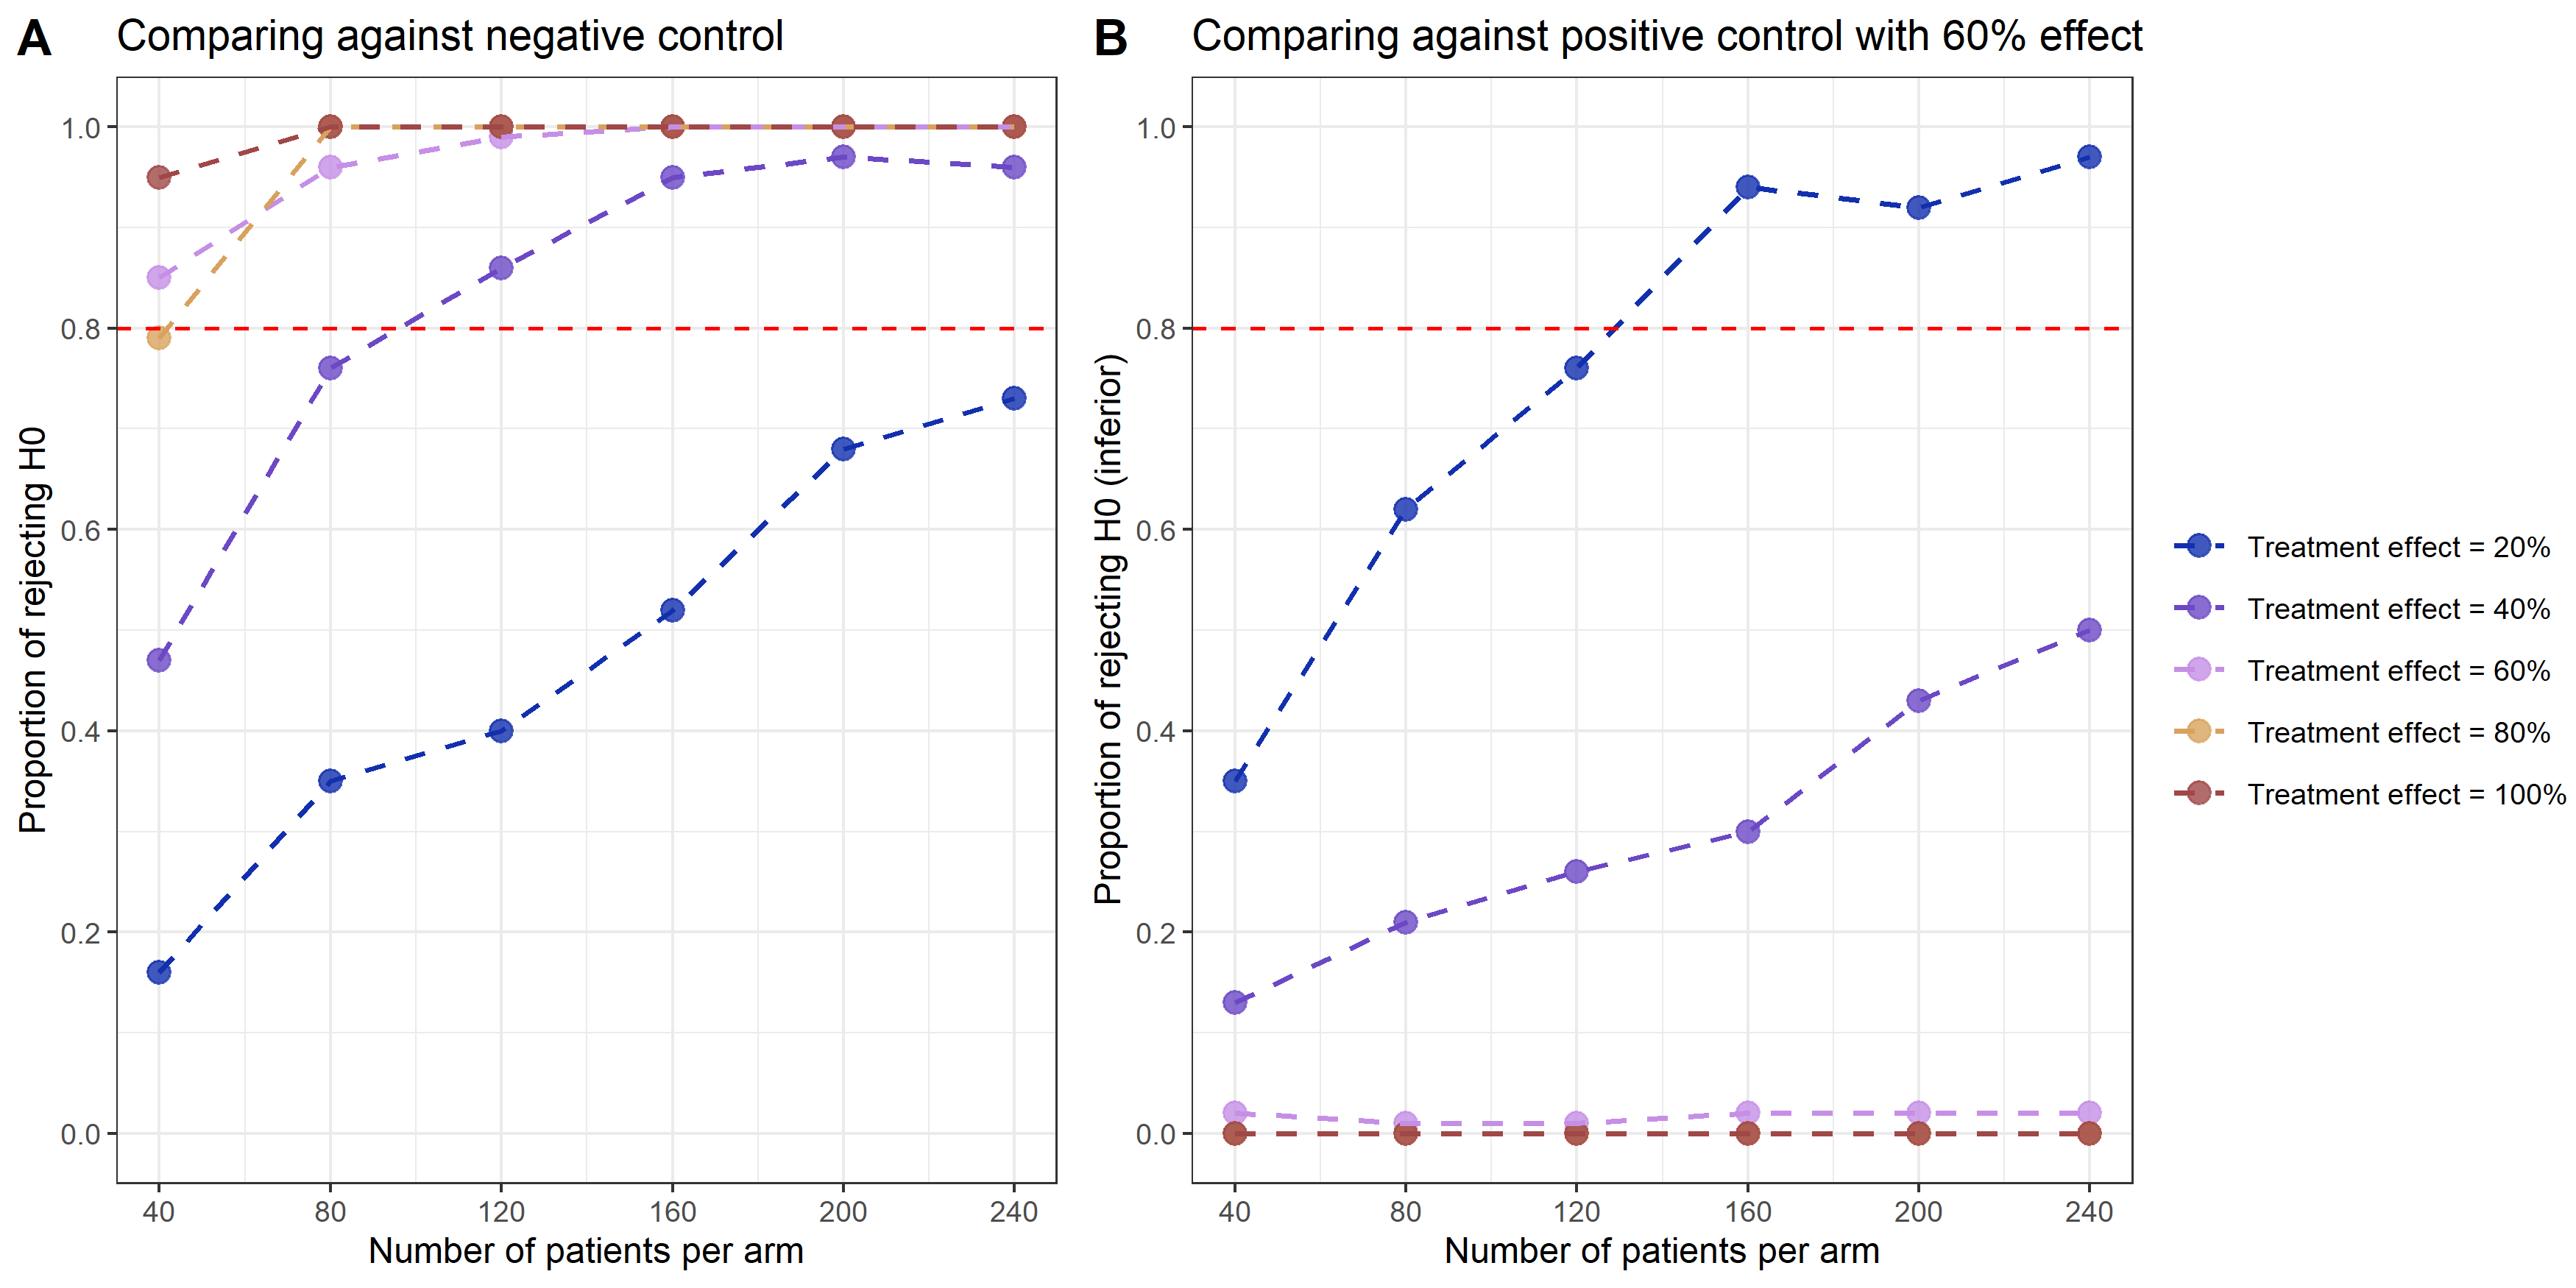 A Comparing against negative control
Proportion of rejecting H0
1.0
0.8
0.6
0.4
0.2
0.0
40 80 120 160 200 240
Number of patients per arm
B Comparing against positive control with 60% effect
Proportion of rejecting H0 (inferior)
1.0
0.8
0.6
0.4
0.2
0.0
40 80 120 160 200 240
Number of patients per arm
Treatment effect = 20%
Treatment effect = 40%
Treatment effect = 60%
Treatment effect = 80%
Treatment effect = 100%